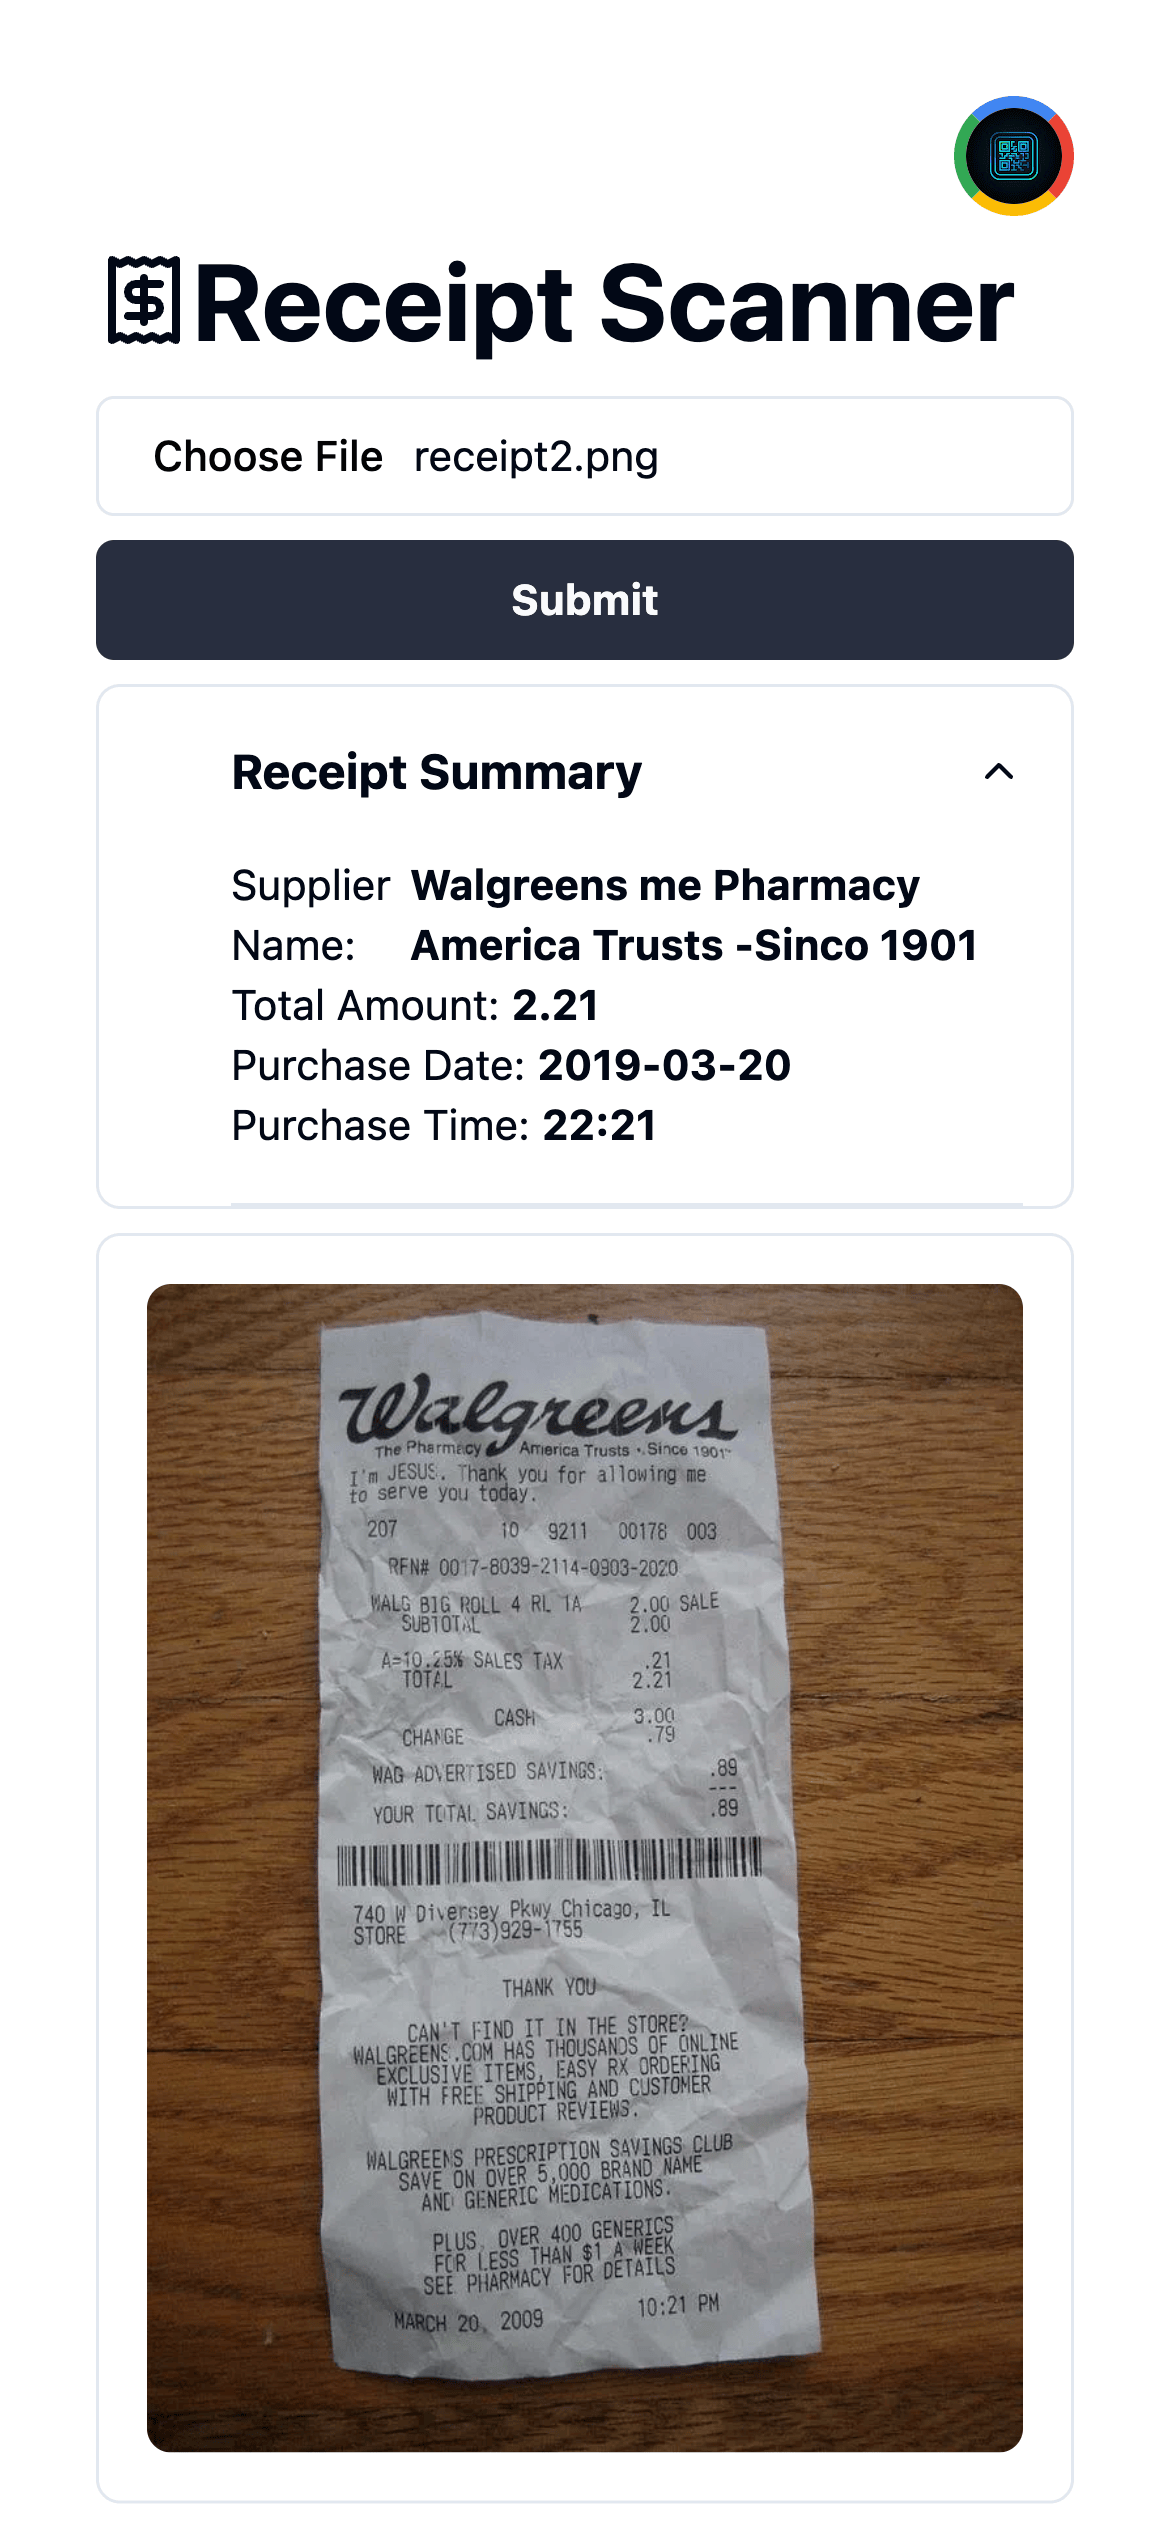 Receipt Scanner
Choose File receipt2.png
Submit
Receipt Summary
Supplier Name: Walgreens me Pharmacy America Trusts -Sinco 1901
Total Amount: 2.21
Purchase Date: 2019-03-20
Purchase Time: 22:21
Walgreens
The Pharmacy America Trusts • Since 1901
I'm JESUS. Thank you for allowing me
to serve you today.
207 10 9211 00178 003
RFN# 0017-8039-2114-0903-2020
WALG BIG ROLL 4 RL 1A 2.00 SALE
SUBTOTAL 2.00
A=10.25% SALES TAX .21
TOTAL 2.21
CASH 3.00
CHANGE .79
WAG ADVERTISED SAVINGS: .89
---
YOUR TOTAL SAVINGS: .89
740 W Diversey Pkwy Chicago, IL
STORE (773)929-1755
THANK YOU
CAN'T FIND IT IN THE STORE?
WALGREENS.COM HAS THOUSANDS OF ONLINE
EXCLUSIVE ITEMS, EASY RX ORDERING
WITH FREE SHIPPING AND CUSTOMER
PRODUCT REVIEWS.
WALGREENS PRESCRIPTION SAVINGS CLUB
SAVE ON OVER 5,000 BRAND NAME
AND GENERIC MEDICATIONS.
PLUS, OVER 400 GENERICS
FOR LESS THAN $1 A WEEK
SEE PHARMACY FOR DETAILS
MARCH 20, 2009 10:21 PM